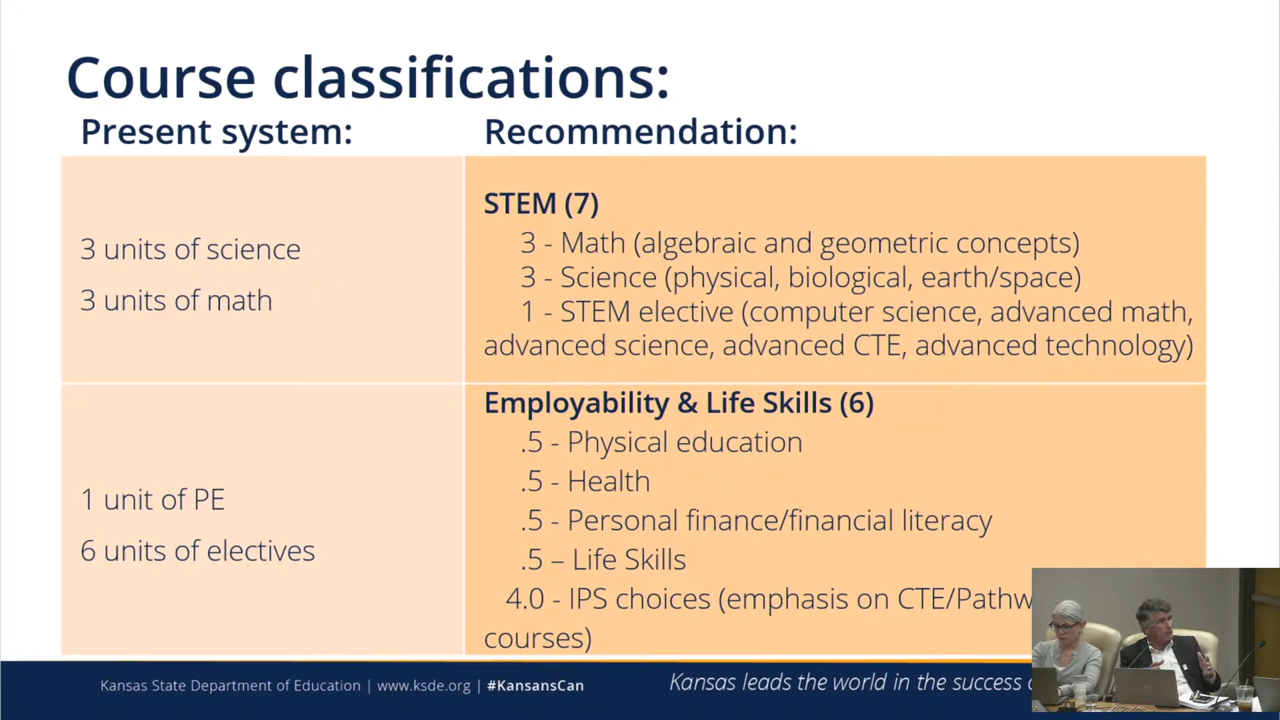 Course classifications:
Present system:
Recommendation:
3 units of science
3 units of math
STEM (7)
3 - Math (algebraic and geometric concepts)
3 - Science (physical, biological, earth/space)
1 - STEM elective (computer science, advanced math,
advanced science, advanced CTE, advanced technology)
1 unit of PE
6 units of electives
Employability & Life Skills (6)
.5 - Physical education
.5 - Health
.5 - Personal finance/financial literacy
.5 – Life Skills
4.0 - IPS choices (emphasis on CTE/Pathw
courses)
Kansas State Department of Education | www.ksde.org | #KansansCan
Kansas leads the world in the success